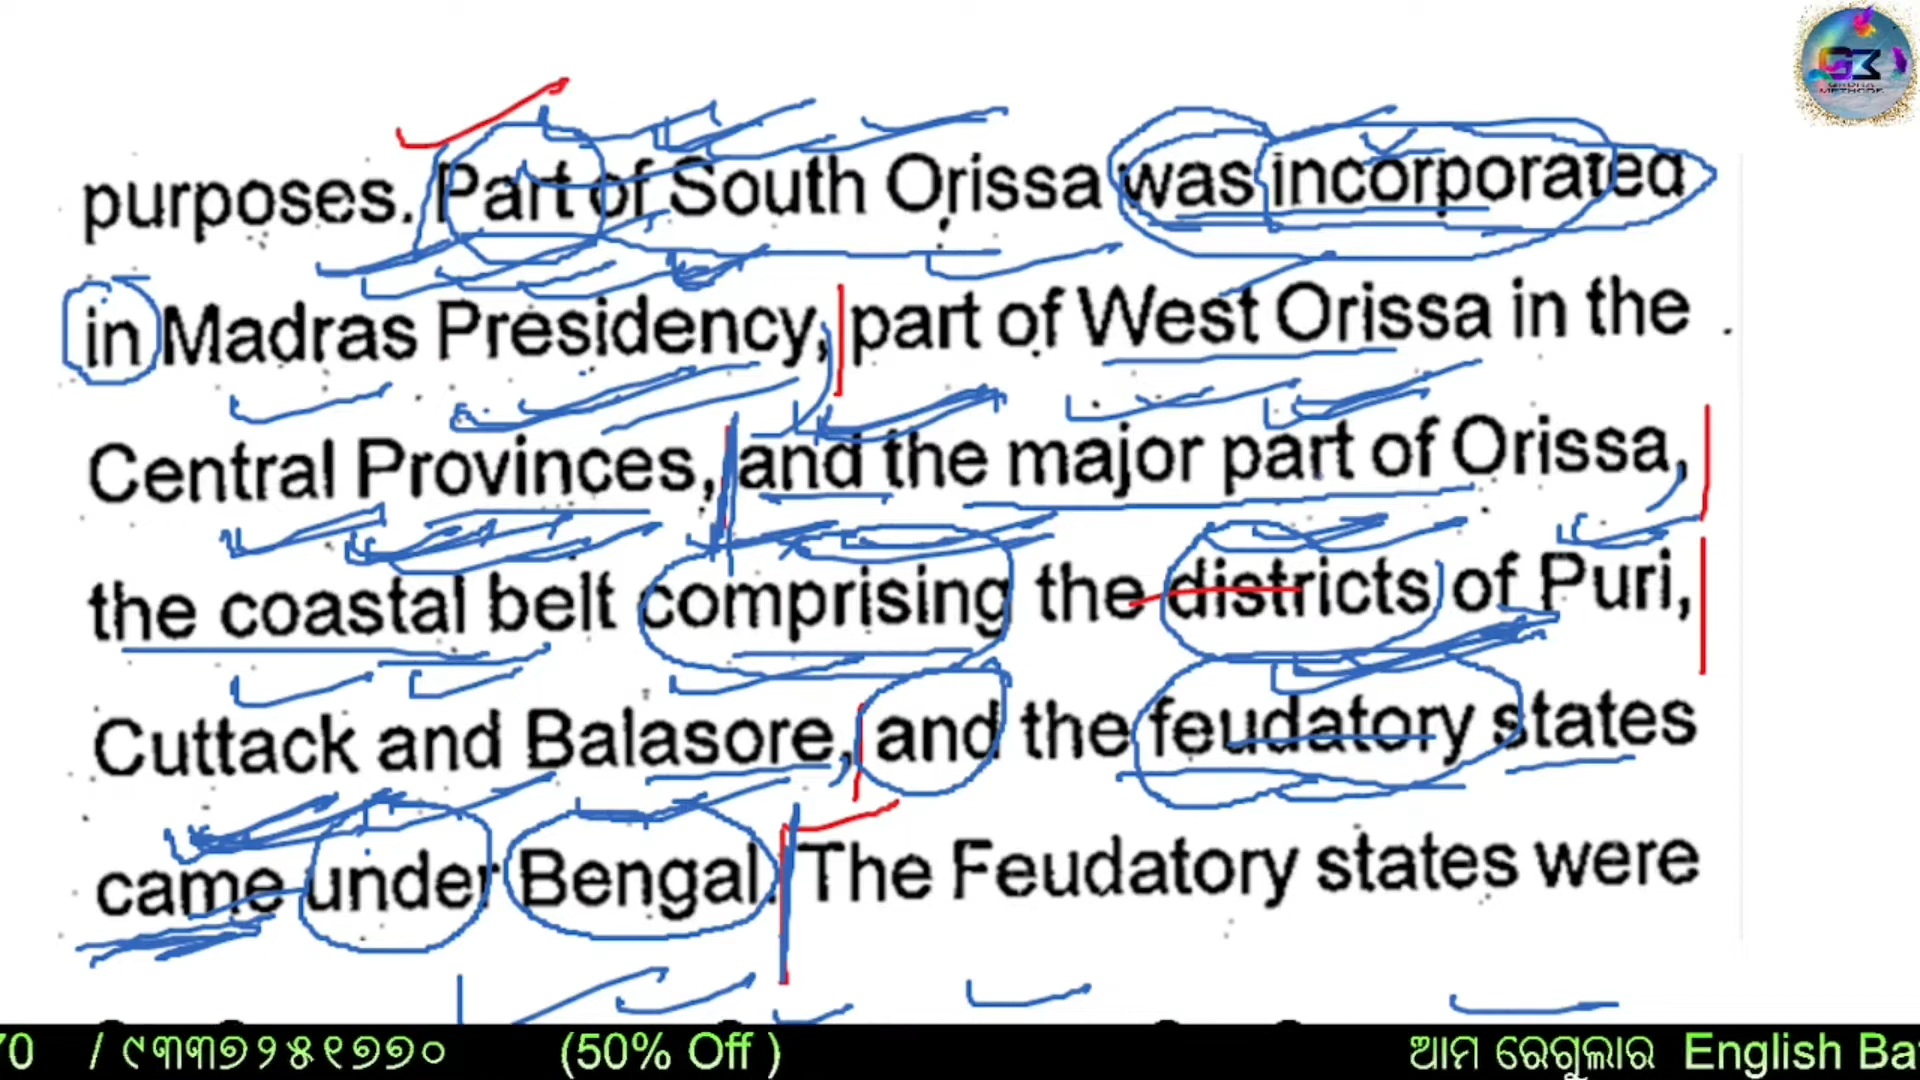 purposes. Part of South Orissa was incorporated
in Madras Presidency, part of West Orissa in the
Central Provinces, and the major part of Orissa,
the coastal belt comprising the districts of Puri,
Cuttack and Balasore, and the feudatory states
came under Bengal. The Feudatory states were
70 / ୯୩୩୭୨୫୧୭୭୦ (50% Off ) ଆମ ରେଗୁଲାର English Ba